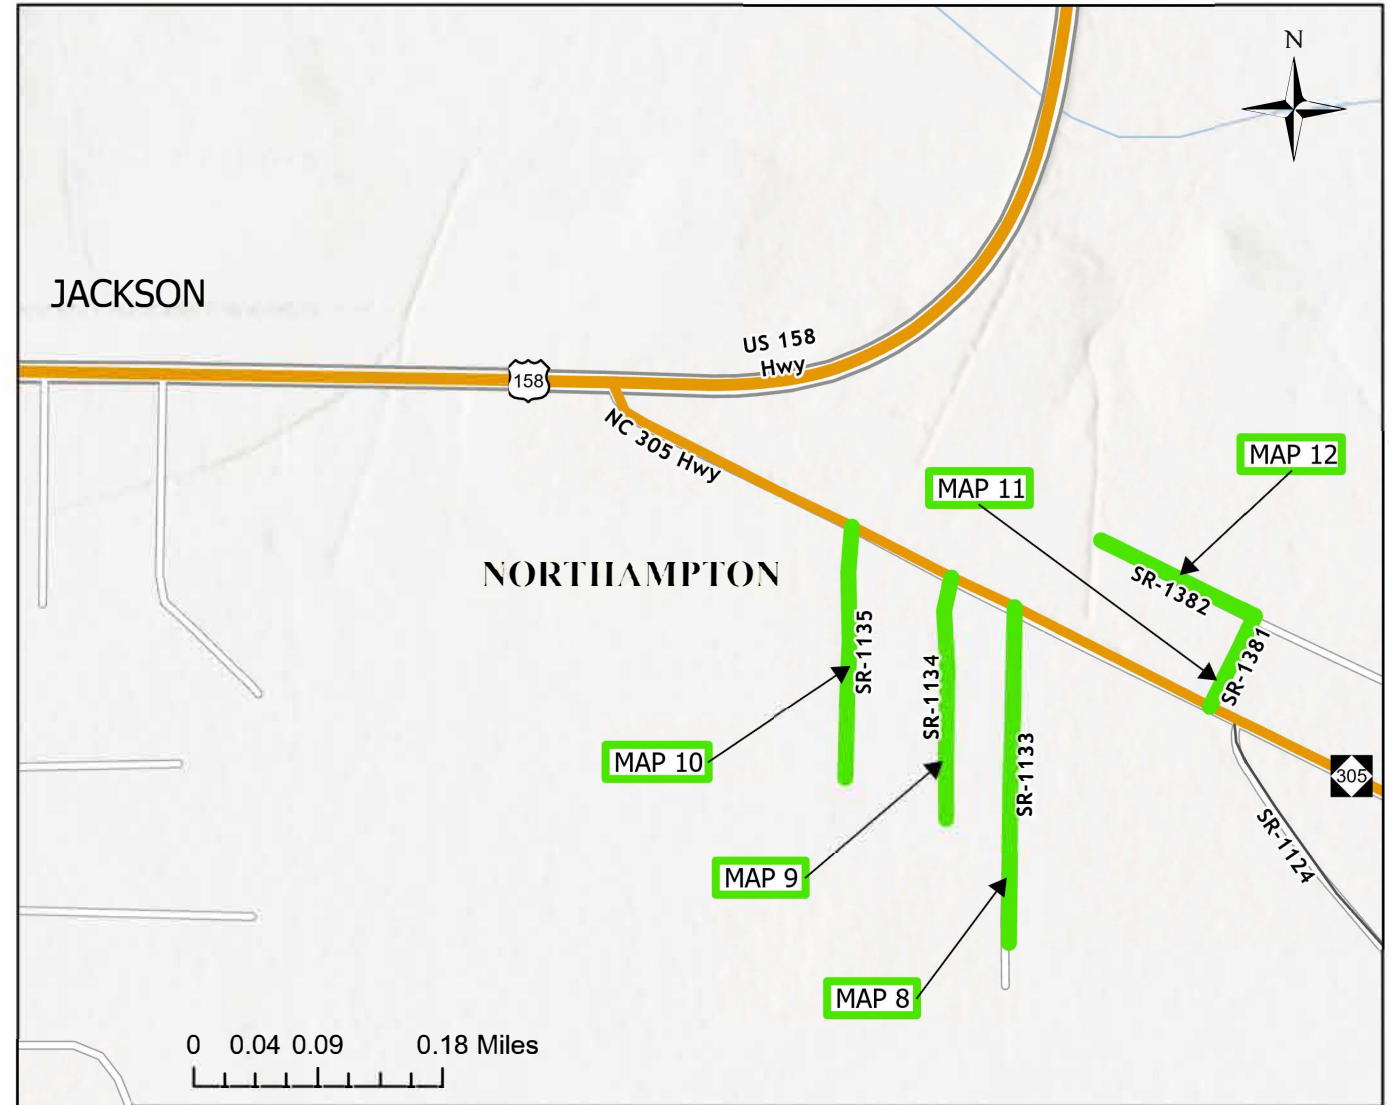 N
JACKSON
US 158
Hwy
158
NC 305 Hwy
MAP 12
MAP 11
NORTHAMPTON
SR-1382
SR-1135
SR-1134
SR-1381
MAP 10
SR-1133
305
SR-1124
MAP 9
MAP 8
0 0.04 0.09 0.18 Miles